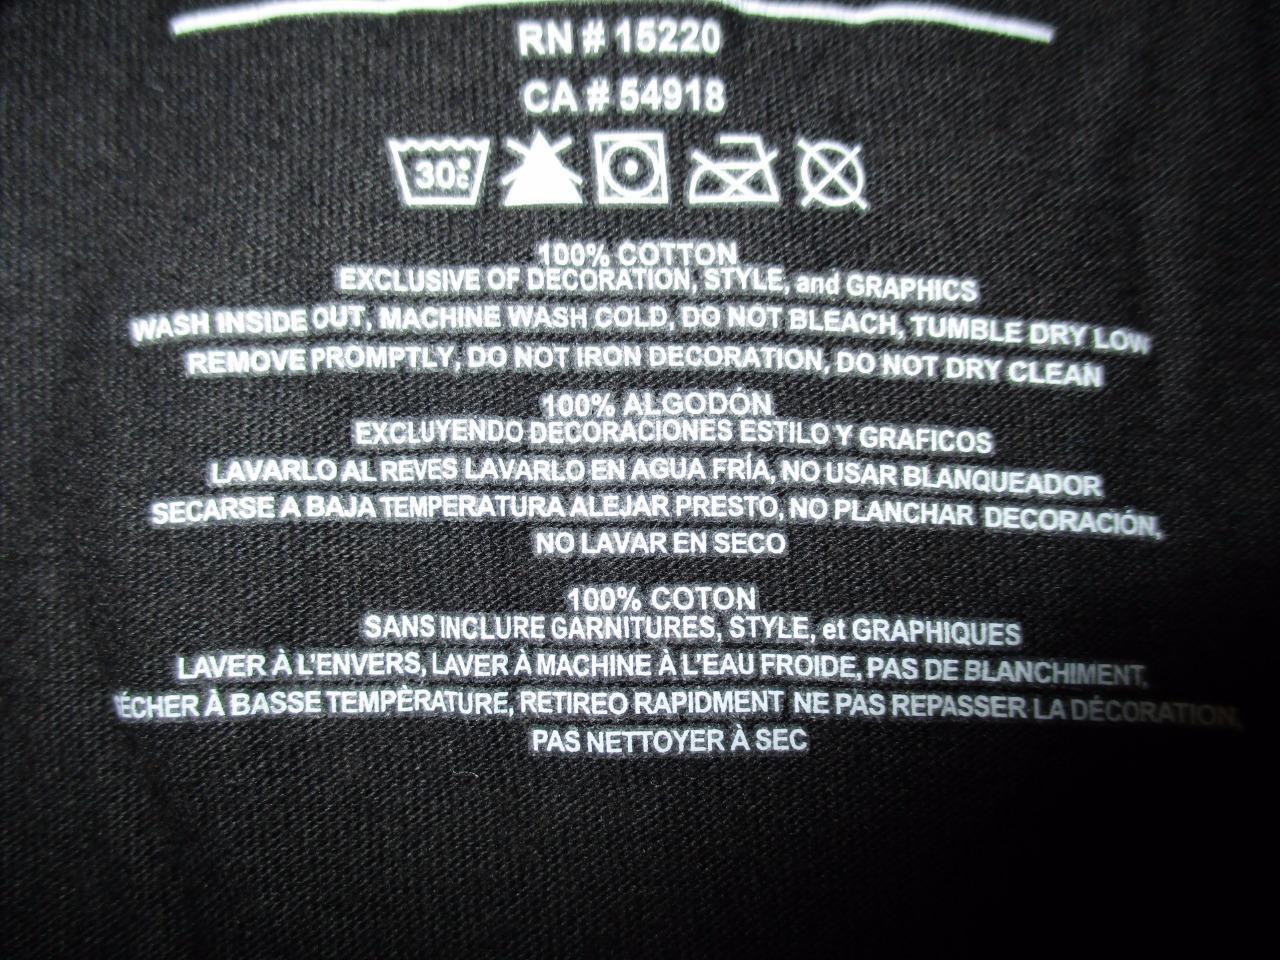 RN # 15220
CA # 54918
30°C
100% COTTON
EXCLUSIVE OF DECORATION, STYLE, and GRAPHICS
WASH INSIDE OUT, MACHINE WASH COLD, DO NOT BLEACH, TUMBLE DRY LOW
REMOVE PROMPTLY, DO NOT IRON DECORATION, DO NOT DRY CLEAN
100% ALGODÓN
EXCLUYENDO DECORACIONES ESTILO Y GRAFICOS
LAVARLO AL REVES LAVARLO EN AGUA FRÍA, NO USAR BLANQUEADOR
SECARSE A BAJA TEMPERATURA ALEJAR PRESTO, NO PLANCHAR DECORACIÓN,
NO LAVAR EN SECO
100% COTON
SANS INCLURE GARNITURES, STYLE, et GRAPHIQUES
LAVER À L'ENVERS, LAVER À MACHINE À L'EAU FROIDE, PAS DE BLANCHIMENT,
ÉCHER À BASSE TEMPÈRATURE, RETIREO RAPIDMENT NE PAS REPASSER LA DÉCORATION,
PAS NETTOYER À SEC